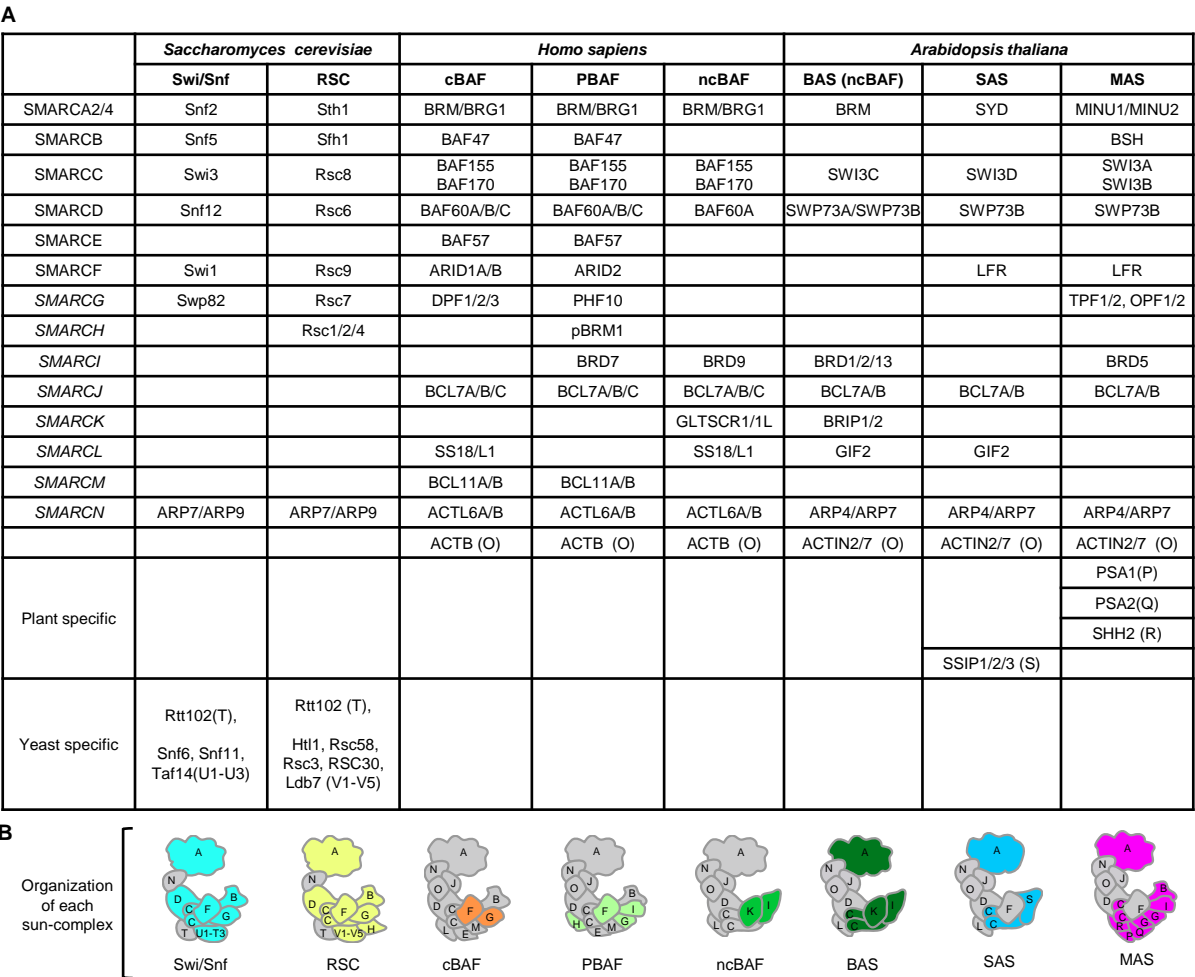 A
Saccharomyces cerevisiae Homo sapiens Arabidopsis thaliana
Swi/Snf RSC cBAF PBAF ncBAF BAS (ncBAF) SAS MAS
SMARCA2/4 Snf2 Sth1 BRM/BRG1 BRM/BRG1 BRM/BRG1 BRM SYD MINU1/MINU2
SMARCB Snf5 Sfh1 BAF47 BAF47 BSH
SMARCC Swi3 Rsc8 BAF155 BAF170 BAF155 BAF170 BAF155 BAF170 SWI3C SWI3D SWI3A SWI3B
SMARCD Snf12 Rsc6 BAF60A/B/C BAF60A/B/C BAF60A SWP73A/SWP73B SWP73B SWP73B
SMARCE BAF57 BAF57
SMARCF Swi1 Rsc9 ARID1A/B ARID2 LFR LFR
SMARCG Swp82 Rsc7 DPF1/2/3 PHF10 TPF1/2, OPF1/2
SMARCH Rsc1/2/4 pBRM1
SMARCI BRD7 BRD9 BRD1/2/13 BRD5
SMARCJ BCL7A/B/C BCL7A/B/C BCL7A/B/C BCL7A/B BCL7A/B BCL7A/B
SMARCK GLTSCR1/1L BRIP1/2
SMARCL SS18/L1 SS18/L1 GIF2 GIF2
SMARCM BCL11A/B BCL11A/B
SMARCN ARP7/ARP9 ARP7/ARP9 ACTL6A/B ACTL6A/B ACTL6A/B ARP4/ARP7 ARP4/ARP7 ARP4/ARP7
ACTB (O) ACTB (O) ACTB (O) ACTIN2/7 (O) ACTIN2/7 (O) ACTIN2/7 (O)
Plant specific
PSA1(P)
PSA2(Q)
SHH2 (R)
SSIP1/2/3 (S)
Yeast specific
Rtt102(T),
Snf6, Snf11,
Taf14(U1-U3)
Rtt102 (T),
Htl1, Rsc58,
Rsc3, RSC30,
Ldb7 (V1-V5)
B
Organization
of each
sun-complex
A N D C C F B G T U1-T3
A N D C C F B G T V1-V5 H
A N J O D C C F B G L E M
A N J O D C C F B I H E M G
A N J O D C K I L C
A N J O D C K I L C
A N J O D C C F S L
A N J O D C C F B I G G R P Q
Swi/Snf RSC cBAF PBAF ncBAF BAS SAS MAS